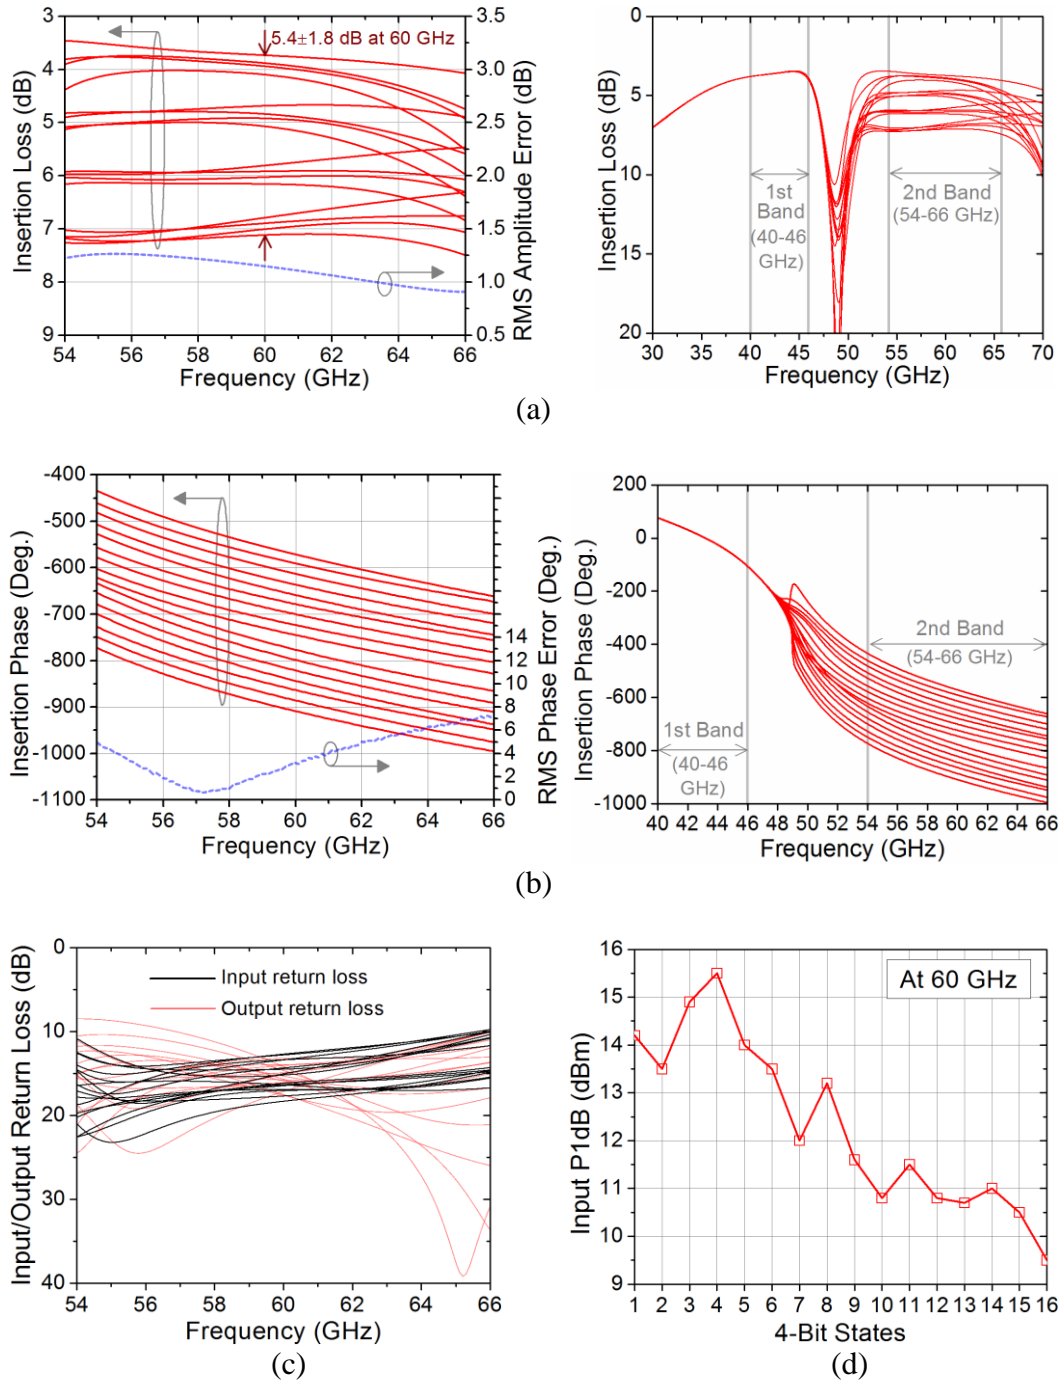 3
4
5
6
7
8
9
3.5
3.0
2.5
2.0
1.5
1.0
0.5
54 56 58 60 62 64 66
Insertion Loss (dB)
RMS Amplitude Error (dB)
Frequency (GHz)
5.4±1.8 dB at 60 GHz
0
5
10
15
20
30 35 40 45 50 55 60 65 70
Insertion Loss (dB)
Frequency (GHz)
1st
Band
(40-46
GHz)
2nd Band
(54-66 GHz)
(a)
-400
-500
-600
-700
-800
-900
-1000
-1100
14
12
10
8
6
4
2
0
54 56 58 60 62 64 66
Insertion Phase (Deg.)
RMS Phase Error (Deg.)
Frequency (GHz)
200
0
-200
-400
-600
-800
-1000
40 42 44 46 48 50 52 54 56 58 60 62 64 66
Insertion Phase (Deg.)
Frequency (GHz)
1st Band
(40-46
GHz)
2nd Band
(54-66 GHz)
(b)
0
10
20
30
40
54 56 58 60 62 64 66
Input/Output Return Loss (dB)
Frequency (GHz)
Input return loss
Output return loss
(c)
16
15
14
13
12
11
10
9
1 2 3 4 5 6 7 8 9 10 11 12 13 14 15 16
Input P1dB (dBm)
4-Bit States
At 60 GHz
(d)